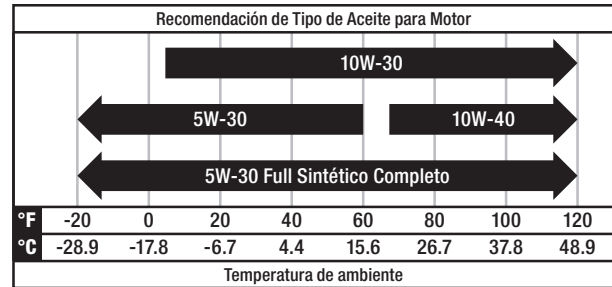 Recomendación de Tipo de Aceite para Motor
10W-30
5W-30 10W-40
5W-30 Full Sintético Completo
°F -20 0 20 40 60 80 100 120
°C -28.9 -17.8 -6.7 4.4 15.6 26.7 37.8 48.9
Temperatura de ambiente